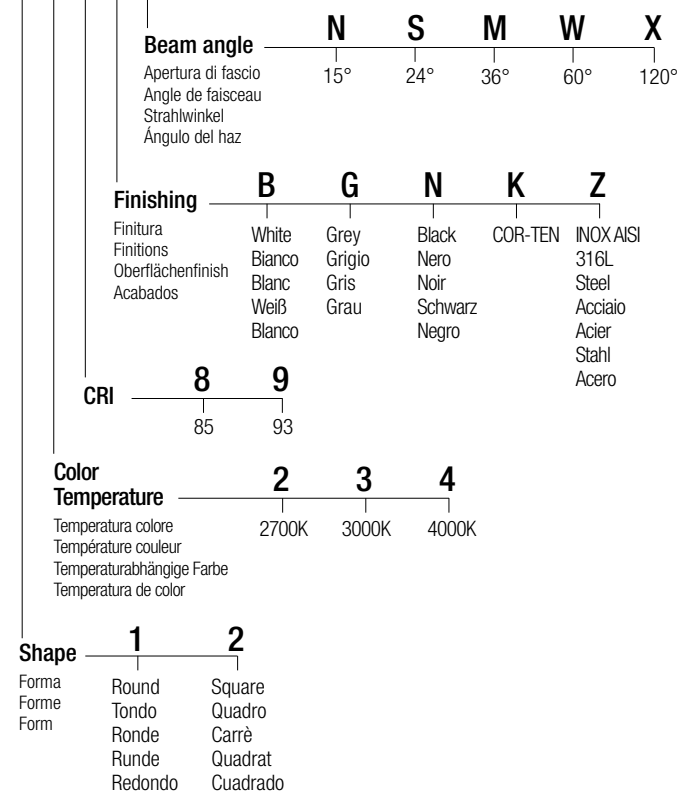 N S M W X
Beam angle
Apertura di fascio 15° 24° 36° 60° 120°
Angle de faisceau
Strahlwinkel
Ángulo del haz
B G N K Z
Finishing
Finitura White Grey Black COR-TEN INOX AISI
Finitions Bianco Grigio Nero 316L
Oberflächenfinish Blanc Gris Noir Steel
Acabados Weiß Grau Schwarz Acciaio
Blanco Negro Acier
Stahl
Acero
8 9
CRI
85 93
Color
Temperature 2 3 4
Temperatura colore 2700K 3000K 4000K
Température couleur
Temperaturabhängige Farbe
Temperatura de color
1 2
Shape
Forma Round Square
Forme Tondo Quadro
Form Ronde Carrè
Runde Quadrat
Redondo Cuadrado